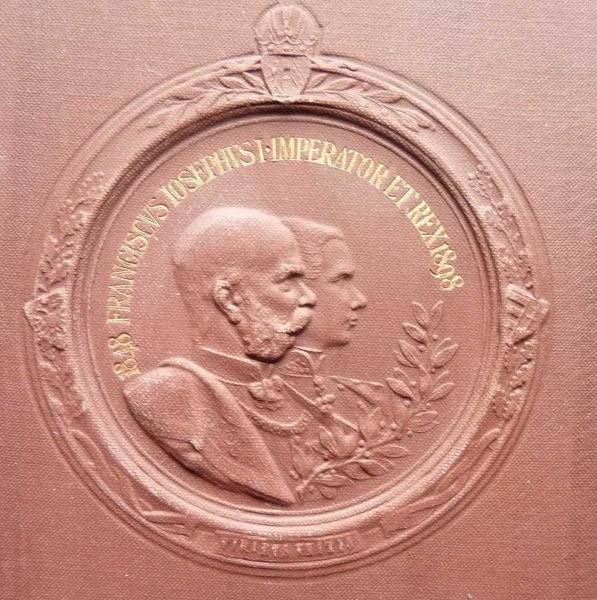 1848 FRANCISCVS IOSEPHVS I·IMPERATOR ET REX 1898